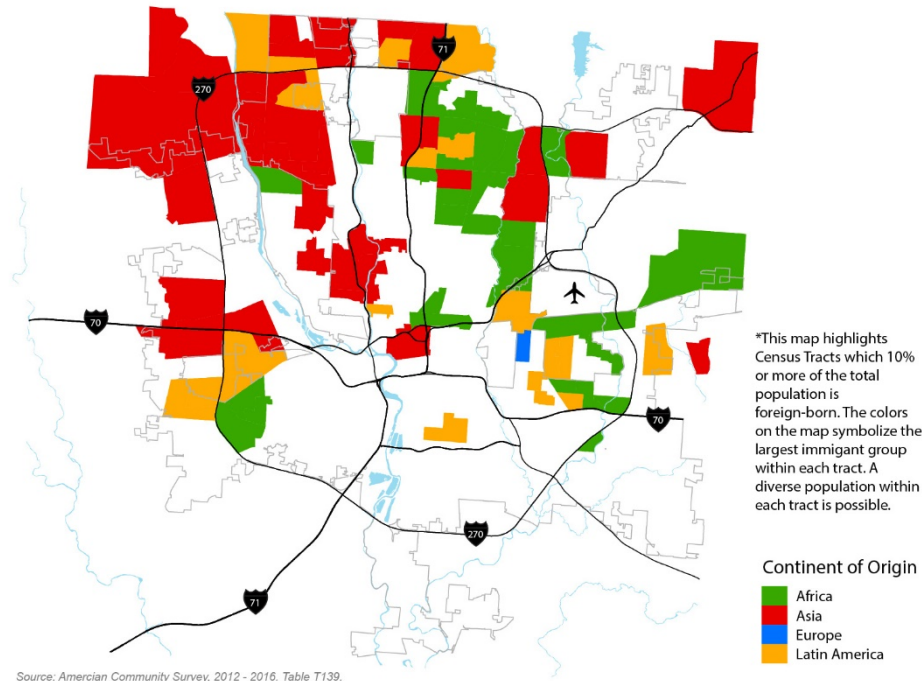 71
270
70
*This map highlights
Census Tracts which 10%
or more of the total
population is
foreign-born. The colors
on the map symbolize the
largest immigant group
within each tract. A
diverse population within
each tract is possible.
70
270
Continent of Origin
Africa
Asia
Europe
Latin America
71
Source: Amercian Community Survey, 2012 - 2016, Table T139.